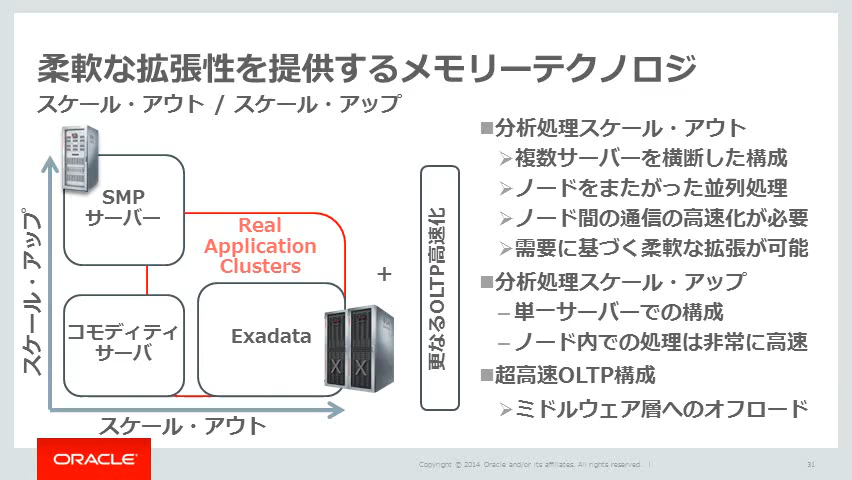 柔軟な拡張性を提供するメモリーテクノロジ
スケール・アウト / スケール・アップ
スケール・アップ
SMP
サーバー
Real
Application
Clusters
コモディティ
サーバ
Exadata
スケール・アウト
+
更なるOLTP高速化
■分析処理スケール・アウト
➢複数サーバーを横断した構成
➢ノードをまたがった並列処理
➢ノード間の通信の高速化が必要
➢需要に基づく柔軟な拡張が可能
■分析処理スケール・アップ
–単一サーバーでの構成
–ノード内での処理は非常に高速
■超高速OLTP構成
➢ミドルウェア層へのオフロード
ORACLE
Copyright © 2014 Oracle and/or its affiliates. All rights reserved. |
31